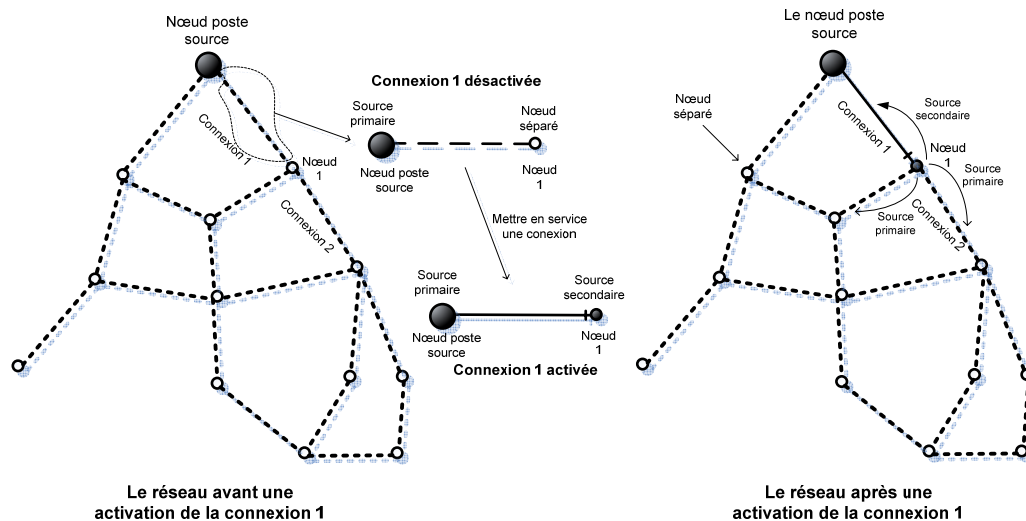 Nœud poste
source
Connexion 1
Nœud
1
Connexion 2
Le réseau avant une
activation de la connexion 1
Connexion 1 désactivée
Source
primaire
Nœud
séparé
Nœud poste
source
Nœud
1
Mettre en service
une conexion
Source
primaire
Source
secondaire
Nœud poste
source
Nœud
1
Connexion 1 activée
Le nœud poste
source
Nœud
séparé
Source
secondaire
Connexion 1
Nœud
1
Source
primaire
Source
primaire
Connexion 2
Le réseau après une
activation de la connexion 1